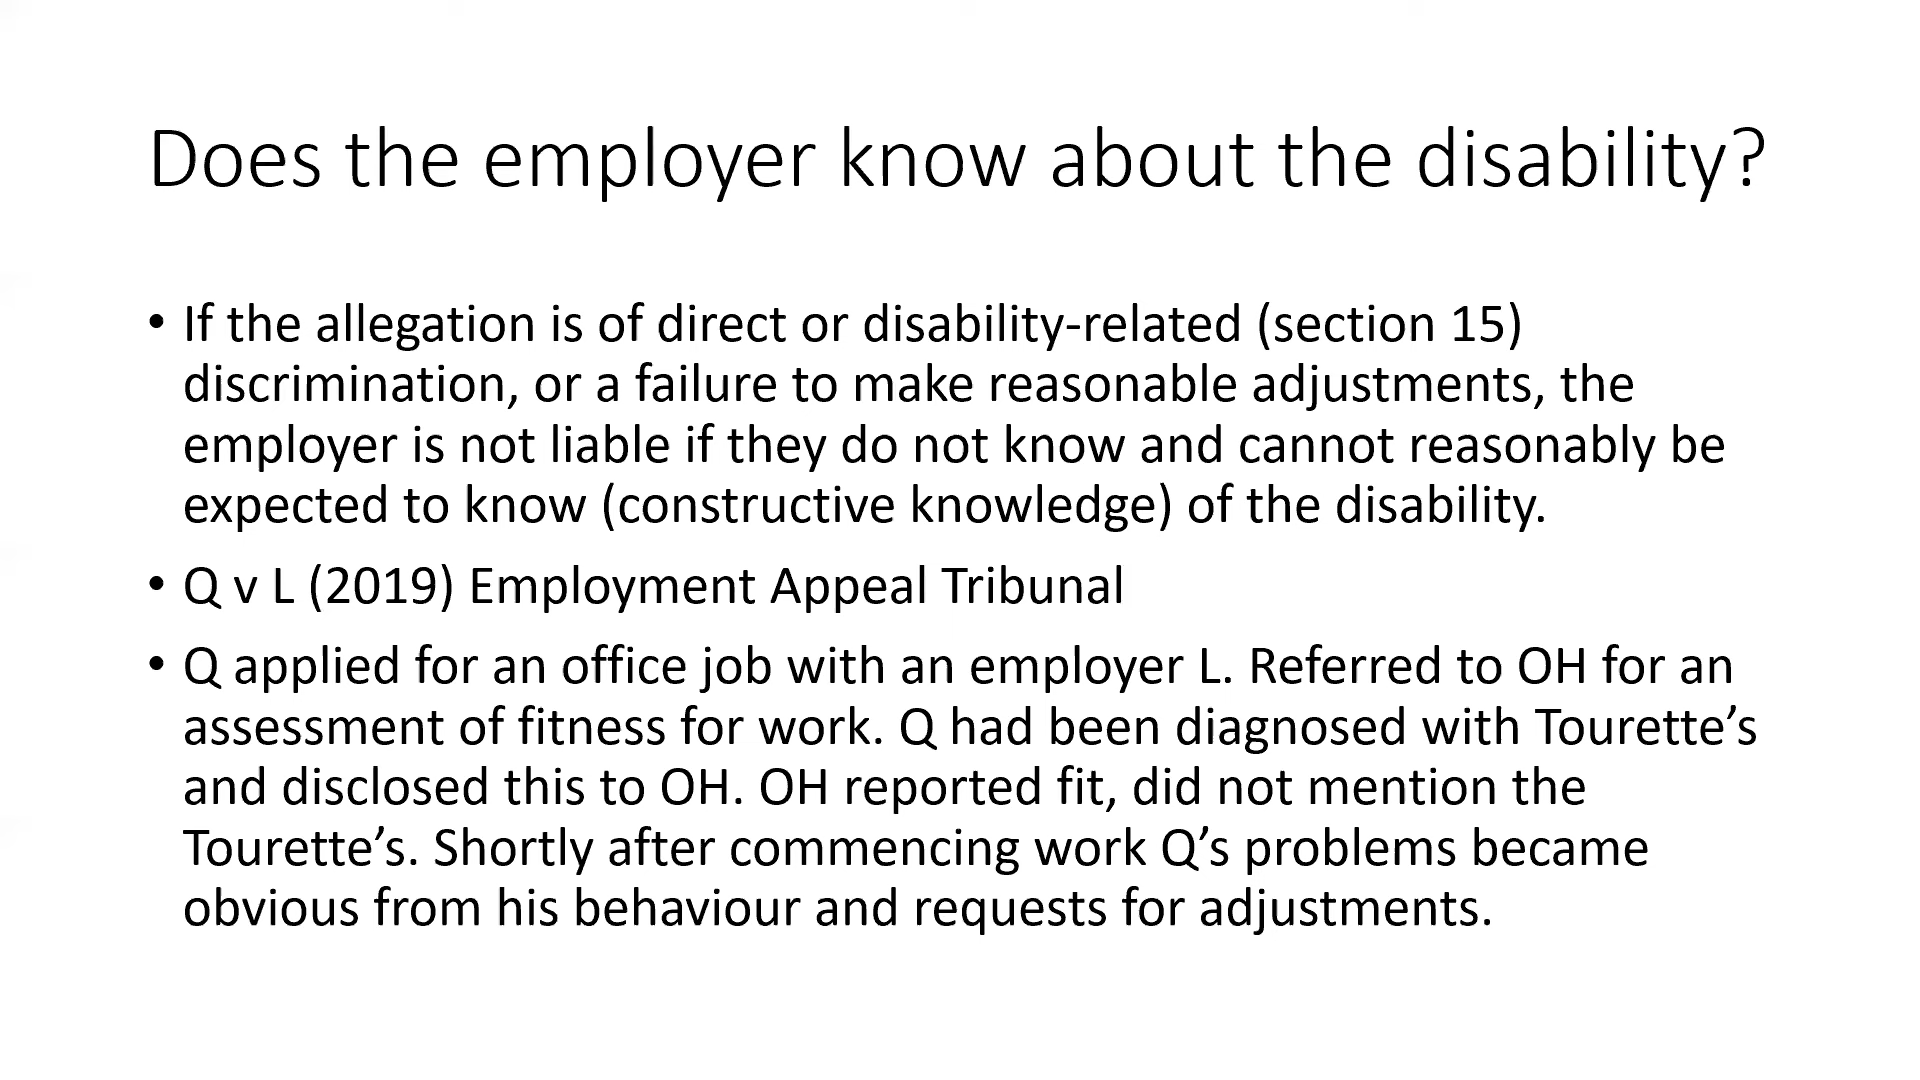 Does the employer know about the disability?
• If the allegation is of direct or disability-related (section 15)
discrimination, or a failure to make reasonable adjustments, the
employer is not liable if they do not know and cannot reasonably be
expected to know (constructive knowledge) of the disability.
• Q v L (2019) Employment Appeal Tribunal
• Q applied for an office job with an employer L. Referred to OH for an
assessment of fitness for work. Q had been diagnosed with Tourette’s
and disclosed this to OH. OH reported fit, did not mention the
Tourette’s. Shortly after commencing work Q’s problems became
obvious from his behaviour and requests for adjustments.